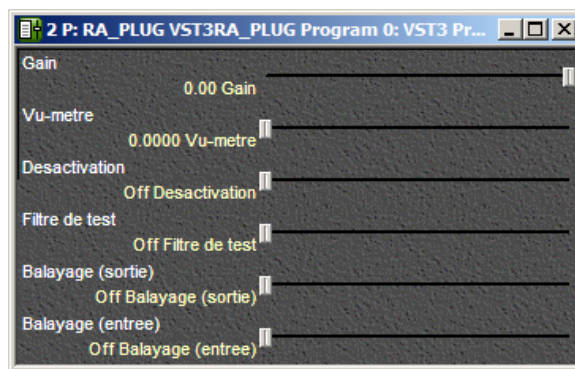 2 P: RA_PLUG VST3RA_PLUG Program 0: VST3 Pr...
Gain
0.00 Gain
Vu-metre
0.0000 Vu-metre
Desactivation
Off Desactivation
Filtre de test
Off Filtre de test
Balayage (sortie)
Off Balayage (sortie)
Balayage (entree)
Off Balayage (entree)